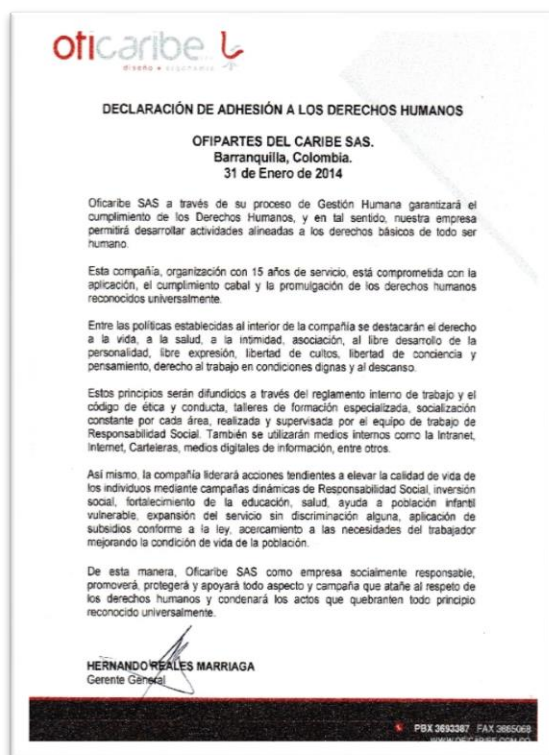 oficaribe
diseño + ergonomía
DECLARACIÓN DE ADHESIÓN A LOS DERECHOS HUMANOS
OFIPARTES DEL CARIBE SAS.
Barranquilla, Colombia.
31 de Enero de 2014
Oficaribe SAS a través de su proceso de Gestión Humana garantizará el
cumplimiento de los Derechos Humanos, y en tal sentido, nuestra empresa
permitirá desarrollar actividades alineadas a los derechos básicos de todo ser
humano.
Esta compañía, organización con 15 años de servicio, está comprometida con la
aplicación, el cumplimiento cabal y la promulgación de los derechos humanos
reconocidos universalmente.
Entre las políticas establecidas al interior de la compañía se destacarán el derecho
a la vida, a la salud, a la intimidad, asociación, al libre desarrollo de la
personalidad, libre expresión, libertad de cultos, libertad de conciencia y
pensamiento, derecho al trabajo en condiciones dignas y al descanso.
Estos principios serán difundidos a través del reglamento interno de trabajo y el
código de ética y conducta, talleres de formación especializada, socialización
constante por cada área, realizada y supervisada por el equipo de trabajo de
Responsabilidad Social. También se utilizarán medios internos como la Intranet,
Internet, Carteleras, medios digitales de información, entre otros.
Así mismo, la compañía liderará acciones tendientes a elevar la calidad de vida de
los individuos mediante campañas dinámicas de Responsabilidad Social, inversión
social, fortalecimiento de la educación, salud, ayuda a población infantil
vulnerable, expansión del servicio sin discriminación alguna, aplicación de
subsidios conforme a la ley, acercamiento a las necesidades del trabajador
mejorando la condición de vida de la población.
De esta manera, Oficaribe SAS como empresa socialmente responsable,
promoverá, protegerá y apoyará todo aspecto y campaña que atañe al respeto de
los derechos humanos y condenará los actos que quebranten todo principio
reconocido universalmente.
HERNANDO REALES MARRIAGA
Gerente General
PBX 3693387 FAX 3685068
WWW.OFICARIBE.COM.CO